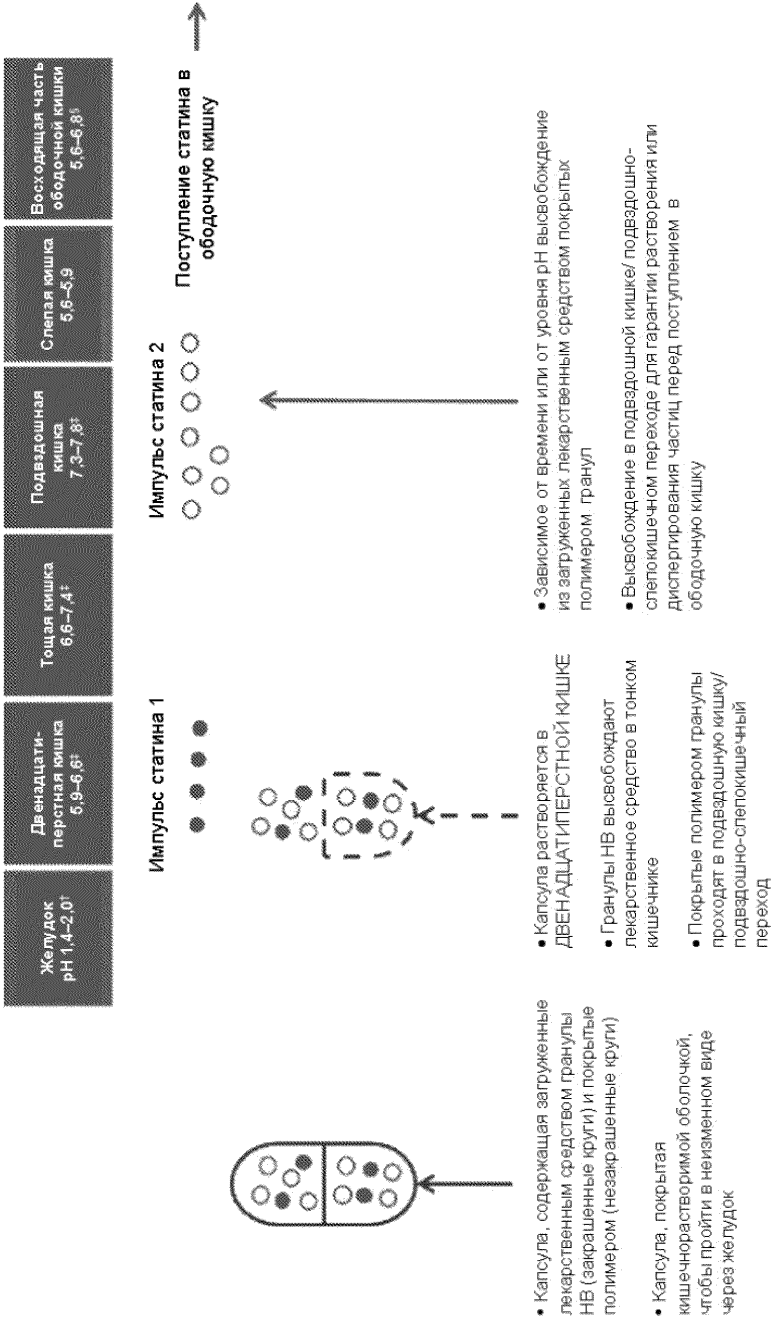 Желудок
pH 1,4–2,0†
Двенадцати-
перстная кишка
5,9–6,6‡
Тощая кишка
6,6–7,4‡
Подвздошная
кишка
7,3–7,8‡
Слепая кишка
5,6–5,9
Восходящая часть
ободочной кишки
5,6–6,8§
Импульс статина 1
Импульс статина 2
Поступление статина в
ободочную кишку
• Капсула, содержащая загруженные
лекарственным средством гранулы
НВ (закрашенные круги) и покрытые
полимером (незакрашенные круги)
• Капсула, покрытая
кишечнорастворимой оболочкой,
чтобы пройти в неизменном виде
через желудок
• Капсула растворяется в
ДВЕНАДЦАТИПЕРСТНОЙ КИШКЕ
• Гранулы НВ высвобождают
лекарственное средство в тонком
кишечнике
• Покрытые полимером гранулы
проходят в подвздошную кишку/
подвздошно-слепокишечный
переход
• Зависимое от времени или от уровня pH высвобождение
из загруженных лекарственным средством покрытых
полимером гранул
• Высвобождение в подвздошной кишке/ подвздошно-
слепокишечном переходе для гарантии растворения или
диспергирования частиц перед поступлением в
ободочную кишку